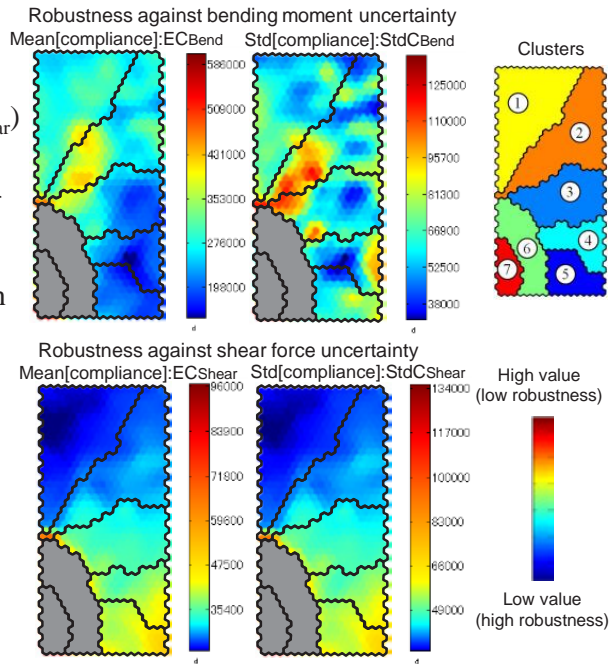 Robustness against bending moment uncertainty
Mean[compliance]:ECBend
Std[compliance]:StdCBend
Clusters
586000
508000
431000
353000
276000
198000
d
125000
110000
95700
81300
66900
52500
38000
d
1
2
3
4
5
6
7
ar)
n
Robustness against shear force uncertainty
Mean[compliance]:ECShear
Std[compliance]:StdCShear
96000
83900
71800
59600
47500
35400
d
134000
117000
100000
83000
66000
49000
d
High value
(low robustness)
Low value
(high robustness)